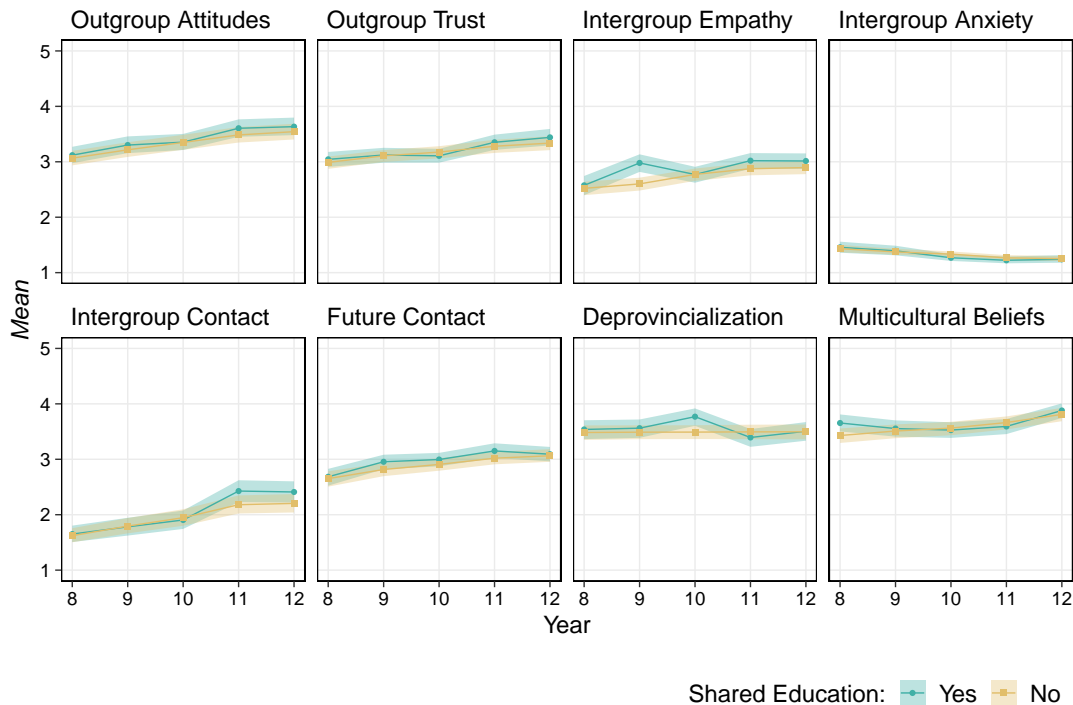 Outgroup Attitudes
Outgroup Trust
Intergroup Empathy
Intergroup Anxiety
5
4
3
2
1
Mean
Intergroup Contact
Future Contact
Deprovincialization
Multicultural Beliefs
5
4
3
2
1
8 9 10 11 12
8 9 10 11 12
8 9 10 11 12
8 9 10 11 12
Year
Shared Education: Yes No